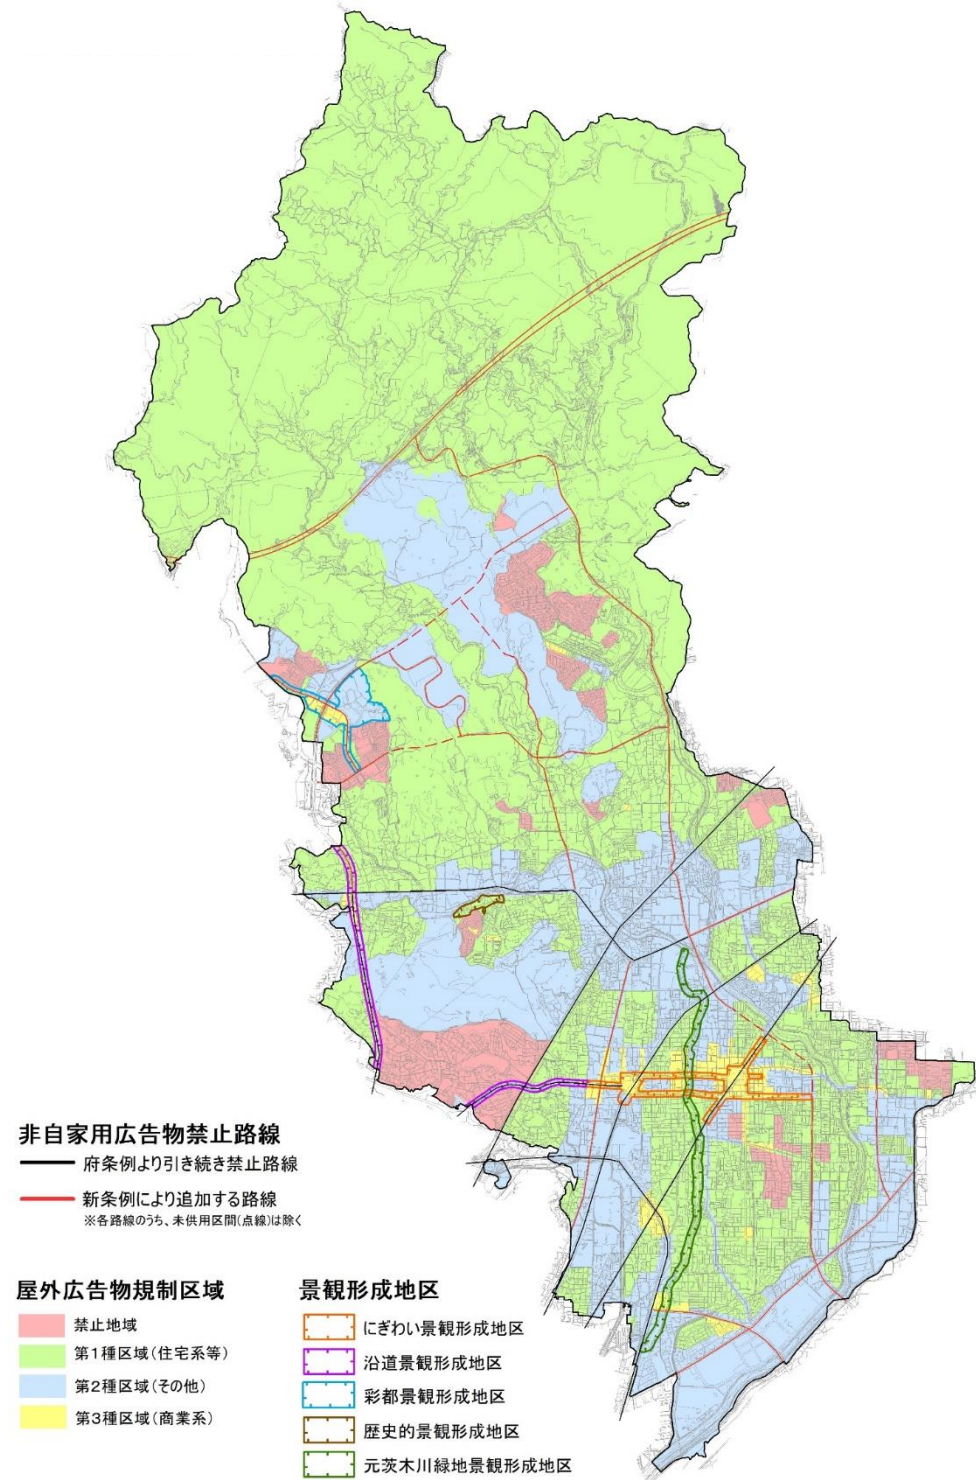 非自家用広告物禁止路線
府条例より引き続き禁止路線
新条例により追加する路線
※各路線のうち、未供用区間(点線)は除く
屋外広告物規制区域
禁止地域
第1種区域(住宅系等)
第2種区域(その他)
第3種区域(商業系)
景観形成地区
にぎわい景観形成地区
沿道景観形成地区
彩都景観形成地区
歴史的景観形成地区
元茨木川緑地景観形成地区